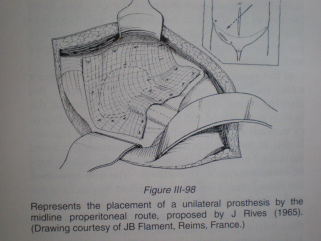 Figure III-98
Represents the placement of a unilateral prosthesis by the
midline properitoneal route, proposed by J Rives (1965).
(Drawing courtesy of JB Flament, Reims, France.)